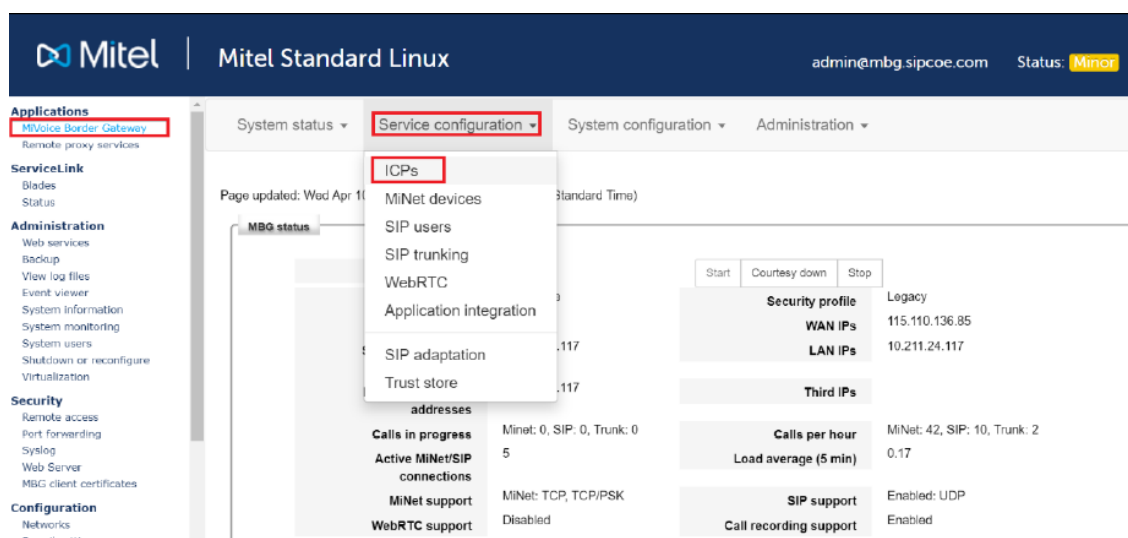 Mitel
Mitel Standard Linux
admin@mbg.sipcoe.com
Status: Minor
Applications
MiVoice Border Gateway
Remote proxy services
ServiceLink
Blades
Status
Administration
Web services
Backup
View log files
Event viewer
System information
System monitoring
System users
Shutdown or reconfigure
Virtualization
Security
Remote access
Port forwarding
Syslog
Web Server
MBG client certificates
Configuration
Networks
System status
Service configuration
System configuration
Administration
ICPs
MiNet devices
SIP users
SIP trunking
WebRTC
Application integration
SIP adaptation
Trust store
Page updated: Wed Apr 1
Standard Time)
MBG status
Start
Courtesy down
Stop
Security profile
Legacy
WAN IPs
115.110.136.85
.117
LAN IPs
10.211.24.117
.117
Third IPs
addresses
Calls in progress
Minet: 0, SIP: 0, Trunk: 0
Calls per hour
MiNet: 42, SIP: 10, Trunk: 2
Active MiNet/SIP
connections
5
Load average (5 min)
0.17
MiNet support
MiNet: TCP, TCP/PSK
SIP support
Enabled: UDP
WebRTC support
Disabled
Call recording support
Enabled